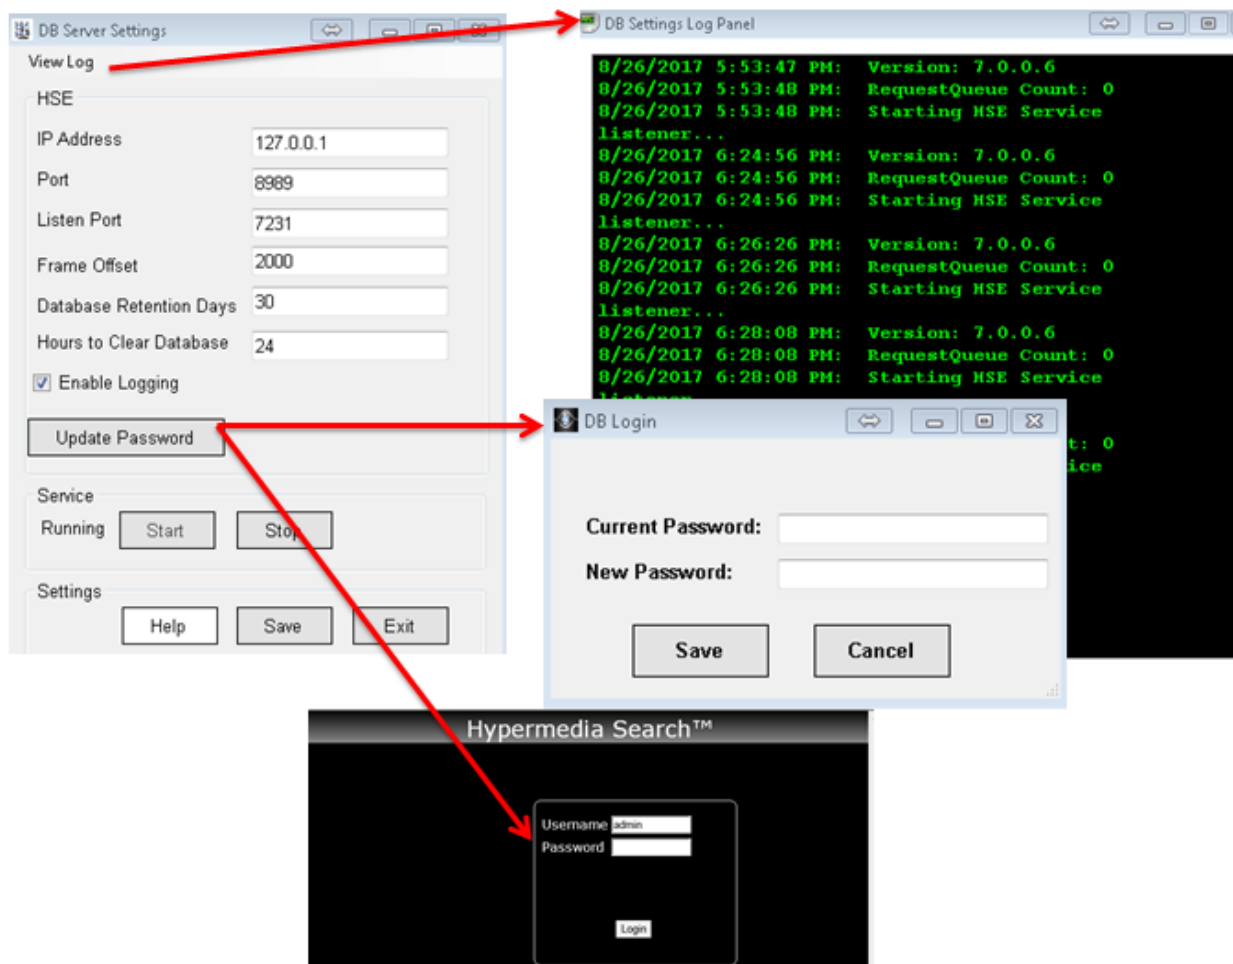 DB Server Settings
View Log
HSE
IP Address 127.0.0.1
Port 8989
Listen Port 7231
Frame Offset 2000
Database Retention Days 30
Hours to Clear Database 24
Enable Logging
Update Password
Service
Running Start Stop
Settings
Help Save Exit
DB Settings Log Panel
8/26/2017 5:53:47 PM: Version: 7.0.0.6
8/26/2017 5:53:48 PM: RequestQueue Count: 0
8/26/2017 5:53:48 PM: Starting HSE Service
listener...
8/26/2017 6:24:56 PM: Version: 7.0.0.6
8/26/2017 6:24:56 PM: RequestQueue Count: 0
8/26/2017 6:24:56 PM: Starting HSE Service
listener...
8/26/2017 6:26:26 PM: Version: 7.0.0.6
8/26/2017 6:26:26 PM: RequestQueue Count: 0
8/26/2017 6:26:26 PM: Starting HSE Service
listener...
8/26/2017 6:28:08 PM: Version: 7.0.0.6
8/26/2017 6:28:08 PM: RequestQueue Count: 0
8/26/2017 6:28:08 PM: Starting HSE Service
t: 0
ice
DB Login
Current Password:
New Password:
Save Cancel
Hypermedia Search™
Username admin
Password
Login